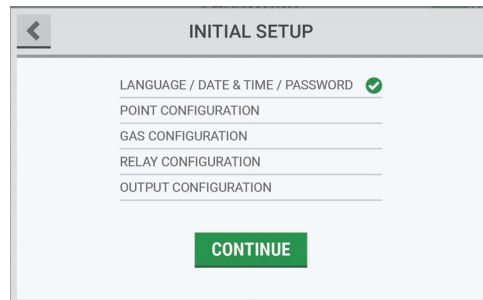 INITIAL SETUP
LANGUAGE / DATE & TIME / PASSWORD
POINT CONFIGURATION
GAS CONFIGURATION
RELAY CONFIGURATION
OUTPUT CONFIGURATION
CONTINUE